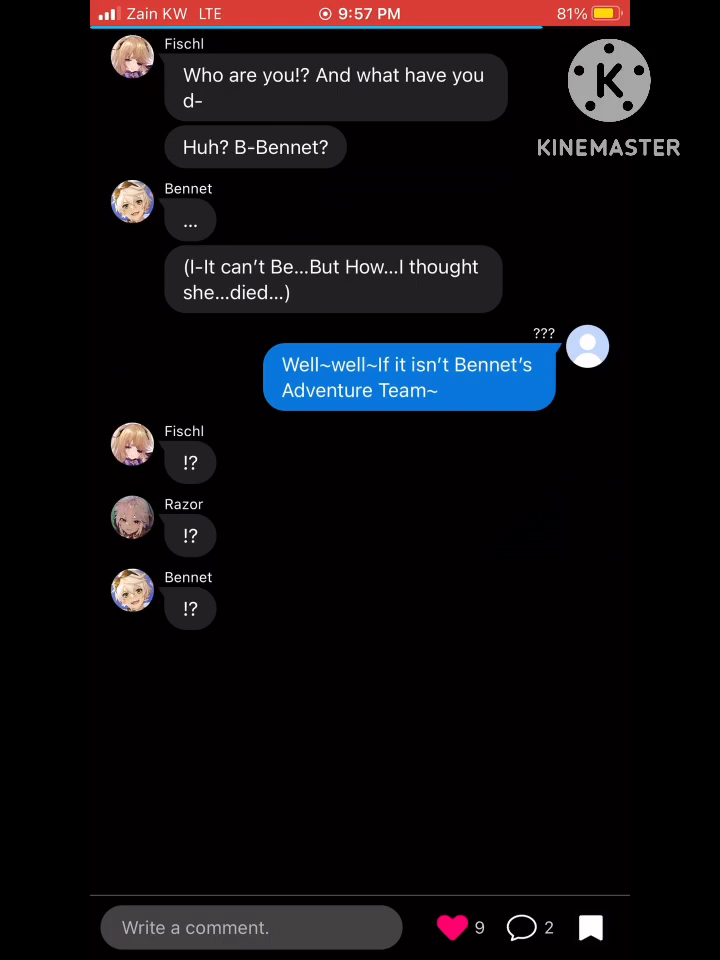 Zain KW LTE 9:57 PM 81%
Fischl
Who are you!? And what have you
d-
K
KINEMASTER
Huh? B-Bennet?
Bennet
...
(I-It can't Be...But How...I thought
she...died...)
???
Well~well~If it isn't Bennet's
Adventure Team~
Fischl
!?
Razor
!?
Bennet
!?
Write a comment. 9 2